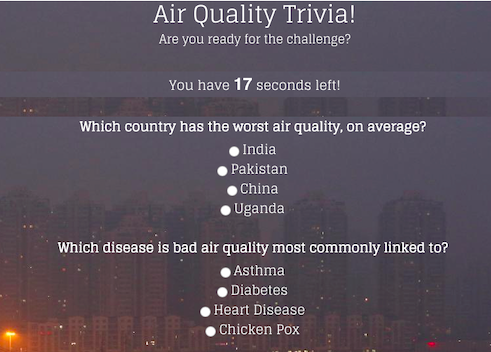 Air Quality Trivia!
Are you ready for the challenge?
You have 17 seconds left!
Which country has the worst air quality, on average?
India
Pakistan
China
Uganda
Which disease is bad air quality most commonly linked to?
Asthma
Diabetes
Heart Disease
Chicken Pox